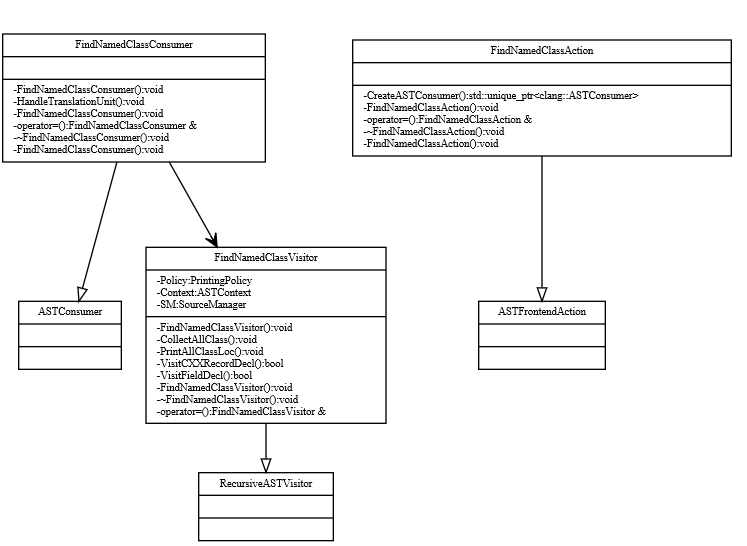 FindNamedClassConsumer
-FindNamedClassConsumer():void
-HandleTranslationUnit():void
-FindNamedClassConsumer():void
-operator=():FindNamedClassConsumer &
-~FindNamedClassConsumer():void
-FindNamedClassConsumer():void
FindNamedClassAction
-CreateASTConsumer():std::unique_ptr<clang::ASTConsumer>
-FindNamedClassAction():void
-operator=():FindNamedClassAction &
-~FindNamedClassAction():void
-FindNamedClassAction():void
FindNamedClassVisitor
-Policy:PrintingPolicy
-Context:ASTContext
-SM:SourceManager
-FindNamedClassVisitor():void
-CollectAllClass():void
-PrintAllClassLoc():void
-VisitCXXRecordDecl():bool
-VisitFieldDecl():bool
-FindNamedClassVisitor():void
-~FindNamedClassVisitor():void
-operator=():FindNamedClassVisitor &
ASTConsumer
ASTFrontendAction
RecursiveASTVisitor